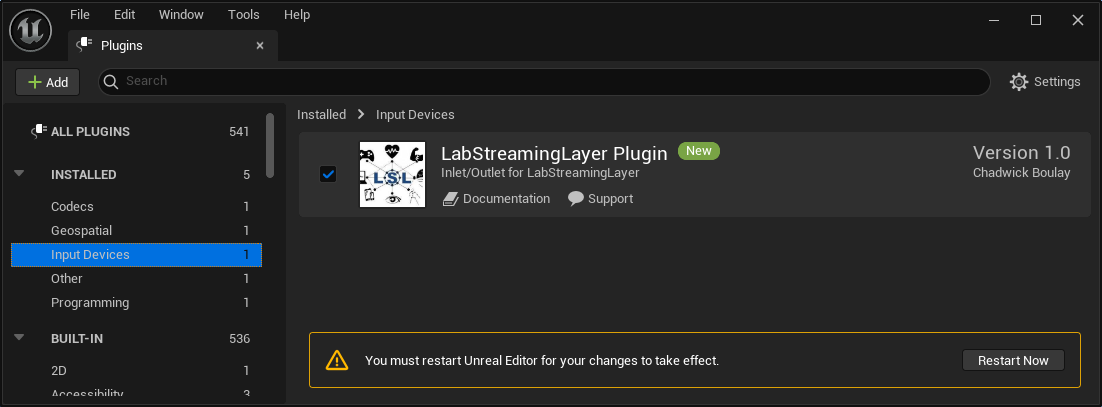 File Edit Window Tools Help
Plugins
Add
Search
Settings
ALL PLUGINS 541
INSTALLED 5
Codecs 1
Geospatial 1
Input Devices 1
Other 1
Programming 1
BUILT-IN 536
2D 1
Accessibility 3
Installed > Input Devices
LSL
LabStreamingLayer Plugin New
Inlet/Outlet for LabStreamingLayer
Documentation Support
Version 1.0
Chadwick Boulay
You must restart Unreal Editor for your changes to take effect.
Restart Now